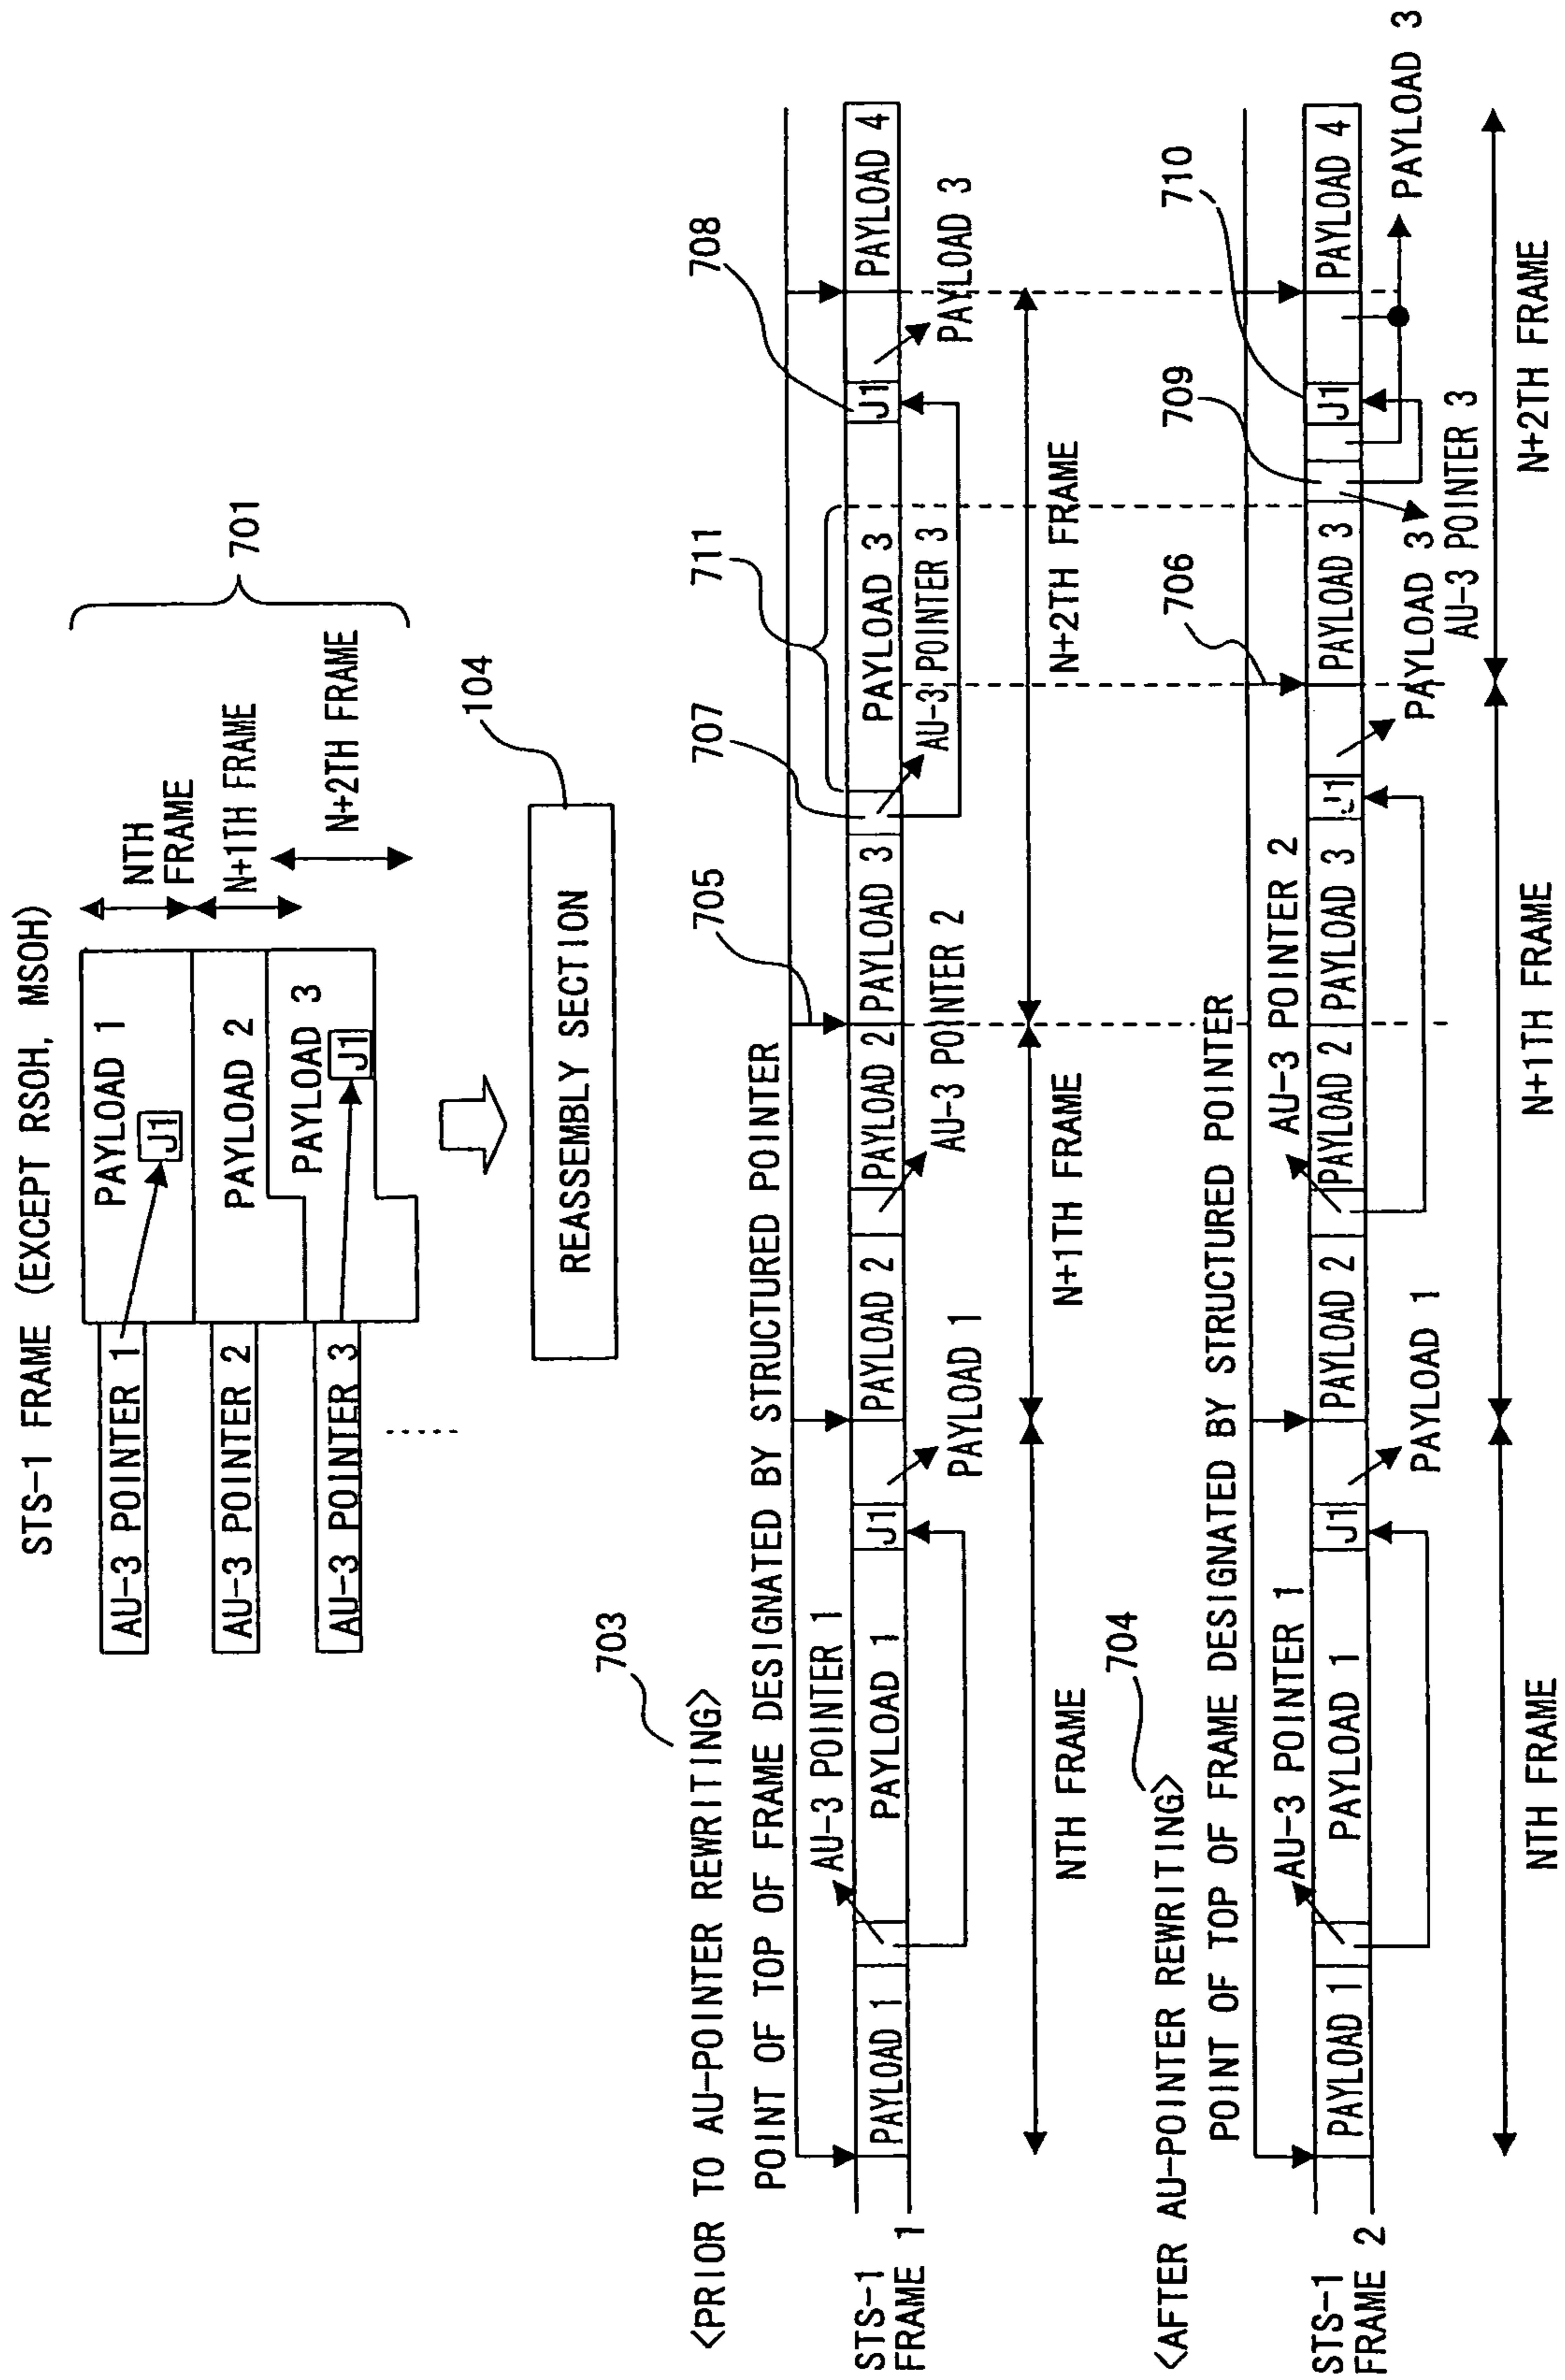 STS-1 FRAME (EXCEPT RSOH, MSOH)
AU-3 POINTER 1
PAYLOAD 1
J1
NTH
FRAME
AU-3 POINTER 2
PAYLOAD 2
N+1TH FRAME
AU-3 POINTER 3
PAYLOAD 3
J1
N+2TH FRAME
701
REASSEMBLY SECTION
104
703
<PRIOR TO AU-POINTER REWRITING>
POINT OF TOP OF FRAME DESIGNATED BY STRUCTURED POINTER
705
707
711
708
AU-3 POINTER 1
STS-1
FRAME 1
PAYLOAD 1
PAYLOAD 1
J1
PAYLOAD 2
PAYLOAD 2
PAYLOAD 3
PAYLOAD 3
J1
PAYLOAD 4
PAYLOAD 1
AU-3 POINTER 2
AU-3 POINTER 3
PAYLOAD 3
NTH FRAME
N+1TH FRAME
N+2TH FRAME
704
<AFTER AU-POINTER REWRITING>
POINT OF TOP OF FRAME DESIGNATED BY STRUCTURED POINTER
706
709
710
AU-3 POINTER 1
AU-3 POINTER 2
STS-1
FRAME 2
PAYLOAD 1
PAYLOAD 1
J1
PAYLOAD 2
PAYLOAD 2
PAYLOAD 3
J1
PAYLOAD 3
J1
PAYLOAD 4
PAYLOAD 1
PAYLOAD 3
AU-3 POINTER 3
PAYLOAD 3
NTH FRAME
N+1TH FRAME
N+2TH FRAME